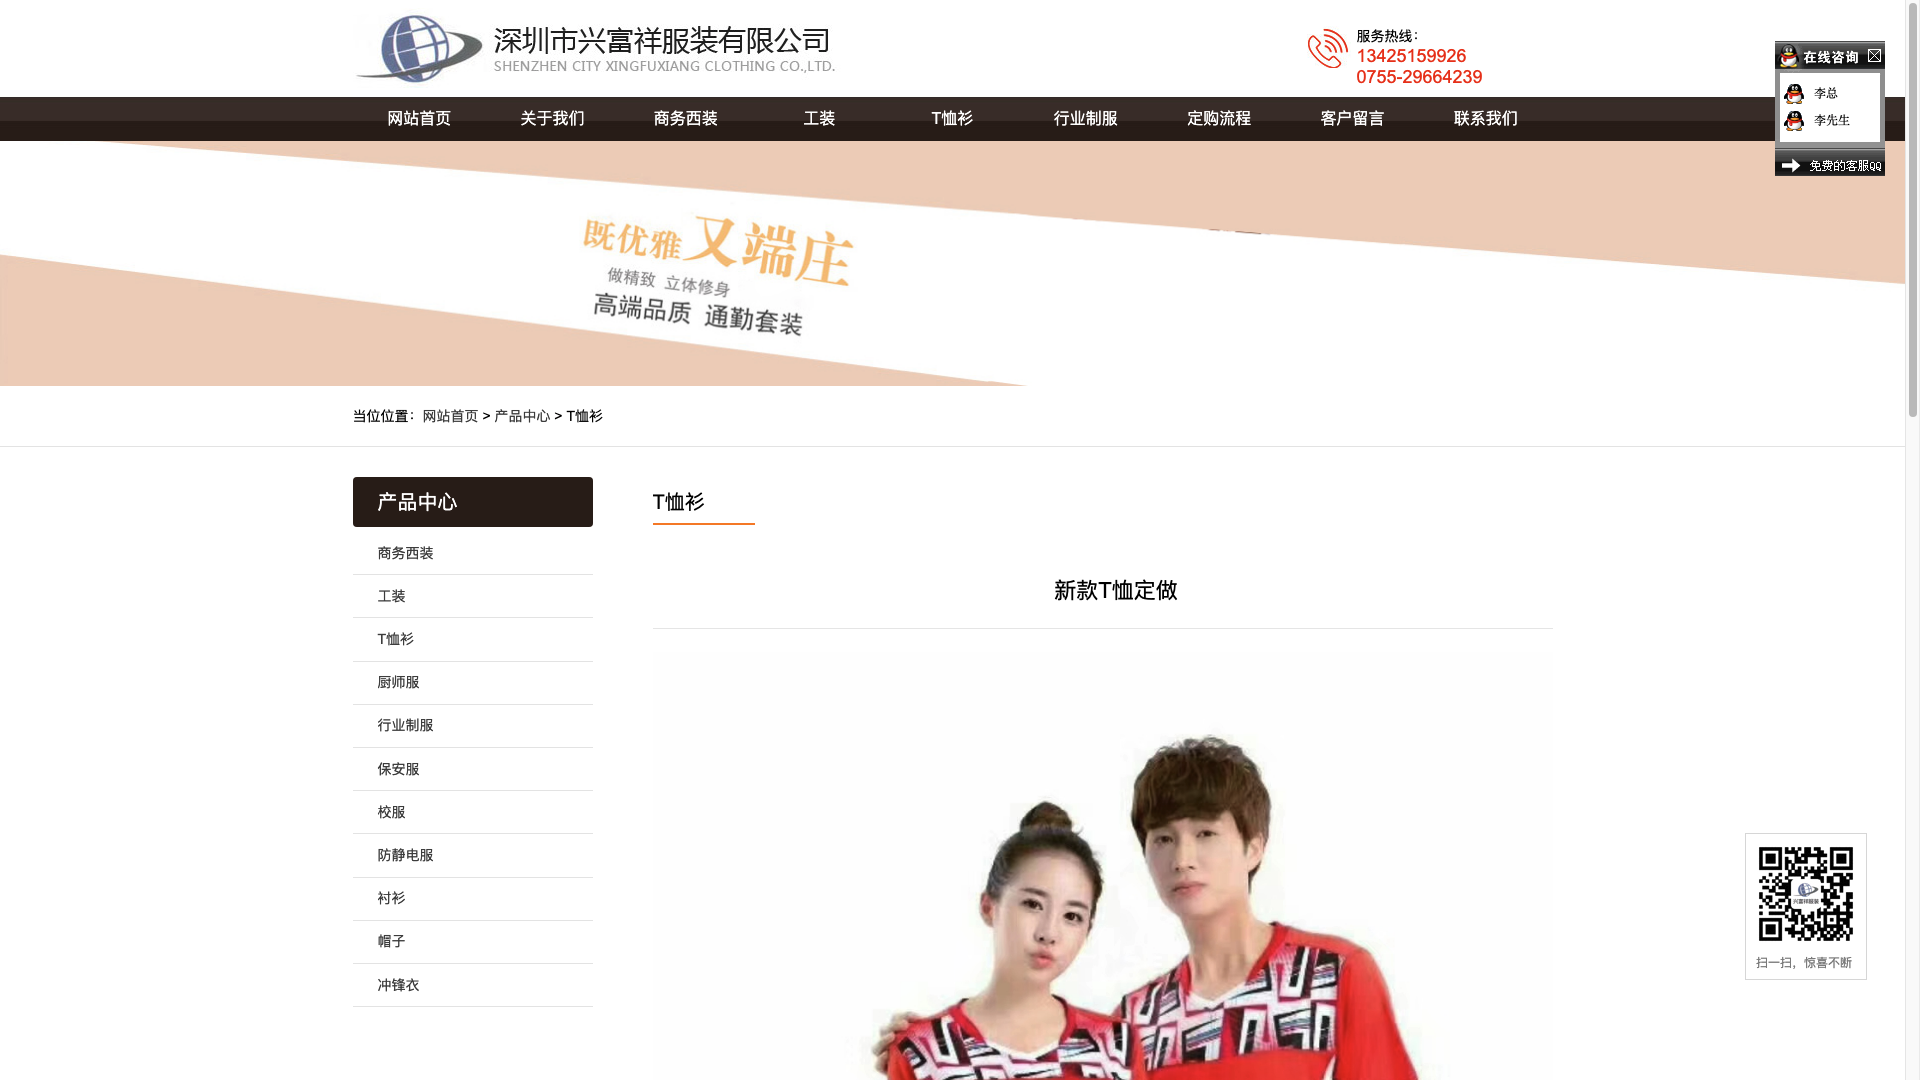 深圳市兴富祥服装有限公司
SHENZHEN CITY XINGFUXIANG CLOTHING CO.,LTD.
服务热线：
13425159926
0755-29664239
在线咨询
李总
李先生
免费的客服QQ
网站首页 关于我们 商务西装 工装 T恤衫 行业制服 定购流程 客户留言 联系我们
既优雅又端庄
做精致 立体修身
高端品质 通勤套装
当位位置：网站首页 > 产品中心 > T恤衫
产品中心
商务西装
工装
T恤衫
厨师服
行业制服
保安服
校服
防静电服
衬衫
帽子
冲锋衣
T恤衫
新款T恤定做
兴富祥服装
扫一扫，惊喜不断